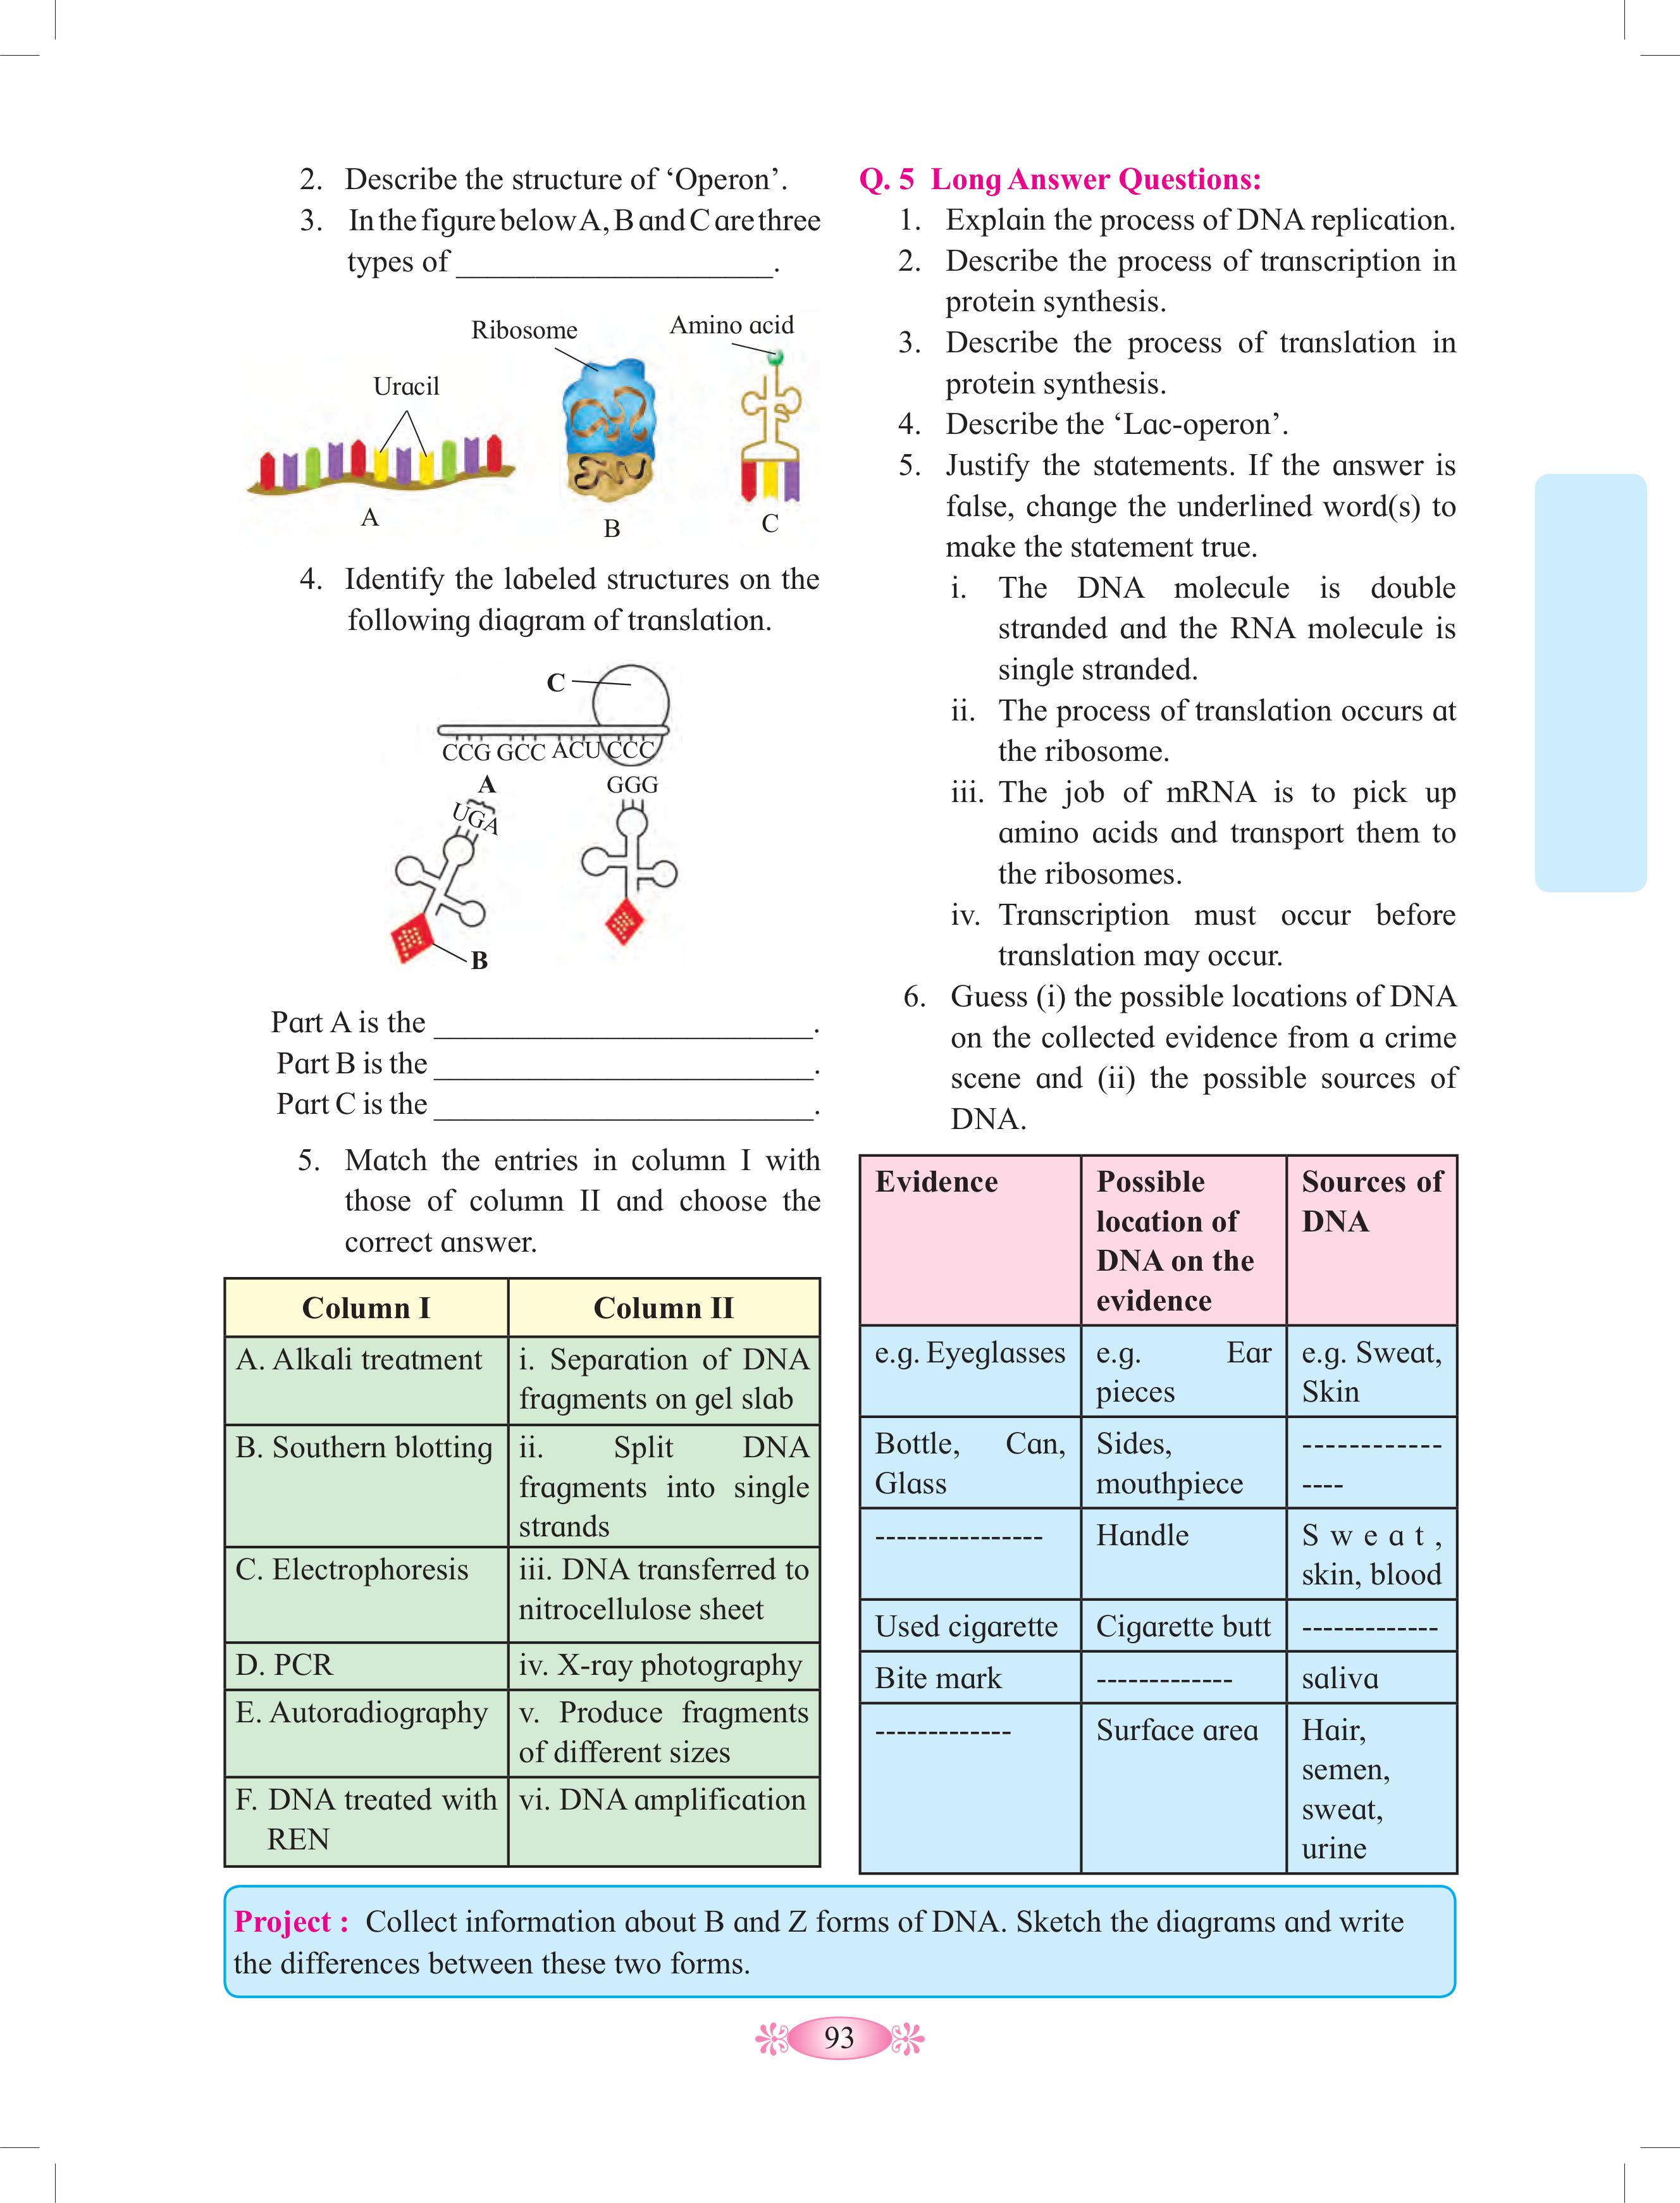 2. Describe the structure of ‘Operon’.
3. In the figure below A, B and C are three
types of ____________________.
Ribosome
Amino acid
Uracil
A
B
C
4. Identify the labeled structures on the
following diagram of translation.
C
CCG GCC ACU CCC
A
GGG
UGA
B
Part A is the ________________________.
Part B is the ________________________.
Part C is the ________________________.
5. Match the entries in column I with
those of column II and choose the
correct answer.
Column I
Column II
A. Alkali treatment
i. Separation of DNA
fragments on gel slab
B. Southern blotting
ii. Split DNA
fragments into single
strands
C. Electrophoresis
iii. DNA transferred to
nitrocellulose sheet
D. PCR
iv. X-ray photography
E. Autoradiography
v. Produce fragments
of different sizes
F. DNA treated with
REN
vi. DNA amplification
Q. 5 Long Answer Questions:
1. Explain the process of DNA replication.
2. Describe the process of transcription in
protein synthesis.
3. Describe the process of translation in
protein synthesis.
4. Describe the ‘Lac-operon’.
5. Justify the statements. If the answer is
false, change the underlined word(s) to
make the statement true.
i. The DNA molecule is double
stranded and the RNA molecule is
single stranded.
ii. The process of translation occurs at
the ribosome.
iii. The job of mRNA is to pick up
amino acids and transport them to
the ribosomes.
iv. Transcription must occur before
translation may occur.
6. Guess (i) the possible locations of DNA
on the collected evidence from a crime
scene and (ii) the possible sources of
DNA.
Evidence
Possible
location of
DNA on the
evidence
Sources of
DNA
e.g. Eyeglasses
e.g. Ear
pieces
e.g. Sweat,
Skin
Bottle, Can,
Glass
Sides,
mouthpiece
-------------
----
----------------
Handle
Sweat,
skin, blood
Used cigarette
Cigarette butt
-------------
Bite mark
-------------
saliva
-------------
Surface area
Hair,
semen,
sweat,
urine
Project : Collect information about B and Z forms of DNA. Sketch the diagrams and write
the differences between these two forms.
93